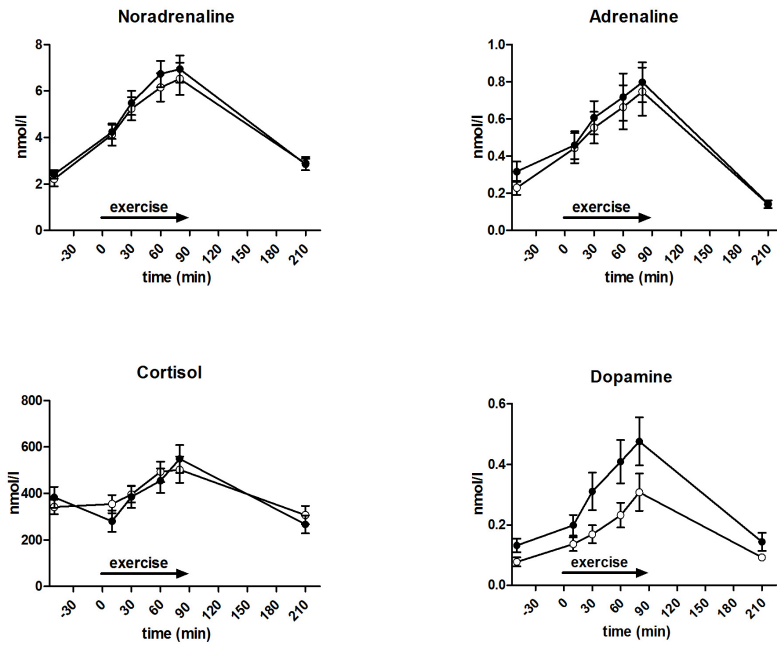 Noradrenaline
8
6
4
2
0
nmol/l
exercise
-30 0 30 60 90 120 150 180 210
time (min)
Adrenaline
1.0
0.8
0.6
0.4
0.2
0.0
nmol/l
exercise
-30 0 30 60 90 120 150 180 210
time (min)
Cortisol
800
600
400
200
0
nmol/l
exercise
-30 0 30 60 90 120 150 180 210
time (min)
Dopamine
0.6
0.4
0.2
0.0
nmol/l
exercise
-30 0 30 60 90 120 150 180 210
time (min)